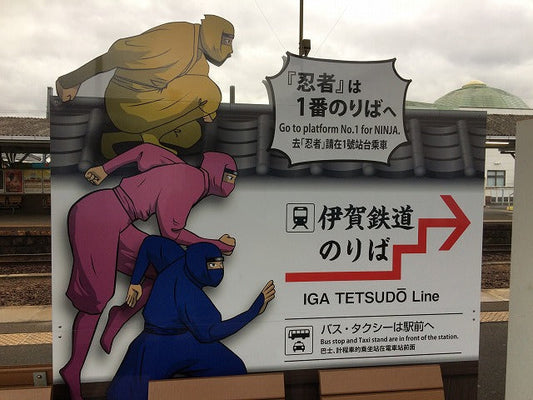 『忍者』は
1番のりばへ
Go to platform No.1 for NINJA.
去「忍者」請在1號站台乘車
伊賀鉄道
のりば
IGA TETSUDŌ Line
バス・タクシーは駅前へ
Bus stop and Taxi stand are in front of the station.
巴士、計程車的乘坐站在電車站前面